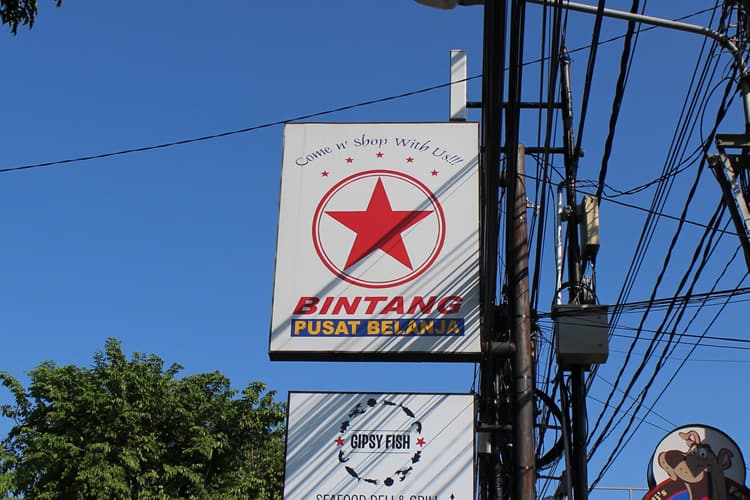 Come n' Shop With Us!!!
BINTANG
PUSAT BELANJA
GIPSY FISH
SEAFOOD DELI & GRILL